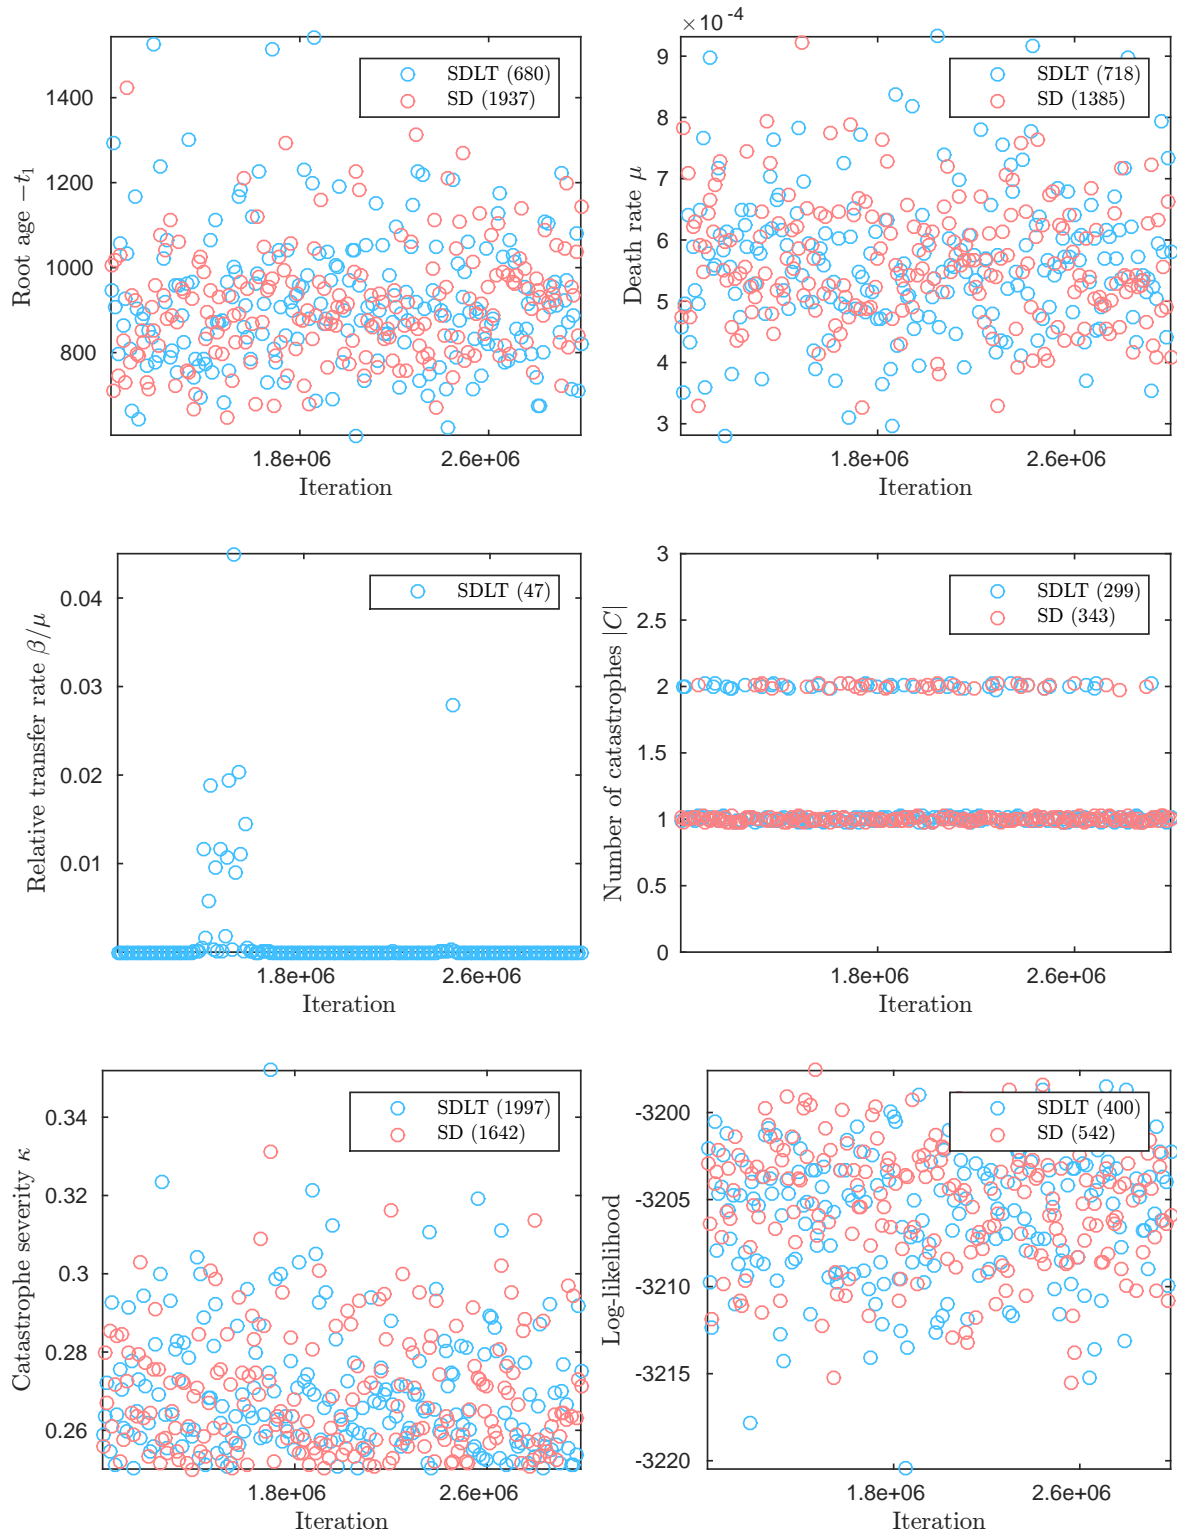 ×10⁻⁴
1400
1200
1000
800
Root age −t₁
SDLT (680)
SD (1937)
1.8e+06
2.6e+06
Iteration
9
8
7
6
5
4
3
Death rate μ
SDLT (718)
SD (1385)
1.8e+06
2.6e+06
Iteration
0.04
0.03
0.02
0.01
Relative transfer rate β/μ
SDLT (47)
1.8e+06
2.6e+06
Iteration
3
2.5
2
1.5
1
0.5
0
Number of catastrophes |C|
SDLT (299)
SD (343)
1.8e+06
2.6e+06
Iteration
0.34
0.32
0.3
0.28
0.26
Catastrophe severity κ
SDLT (1997)
SD (1642)
1.8e+06
2.6e+06
Iteration
-3200
-3205
-3210
-3215
-3220
Log-likelihood
SDLT (400)
SD (542)
1.8e+06
2.6e+06
Iteration